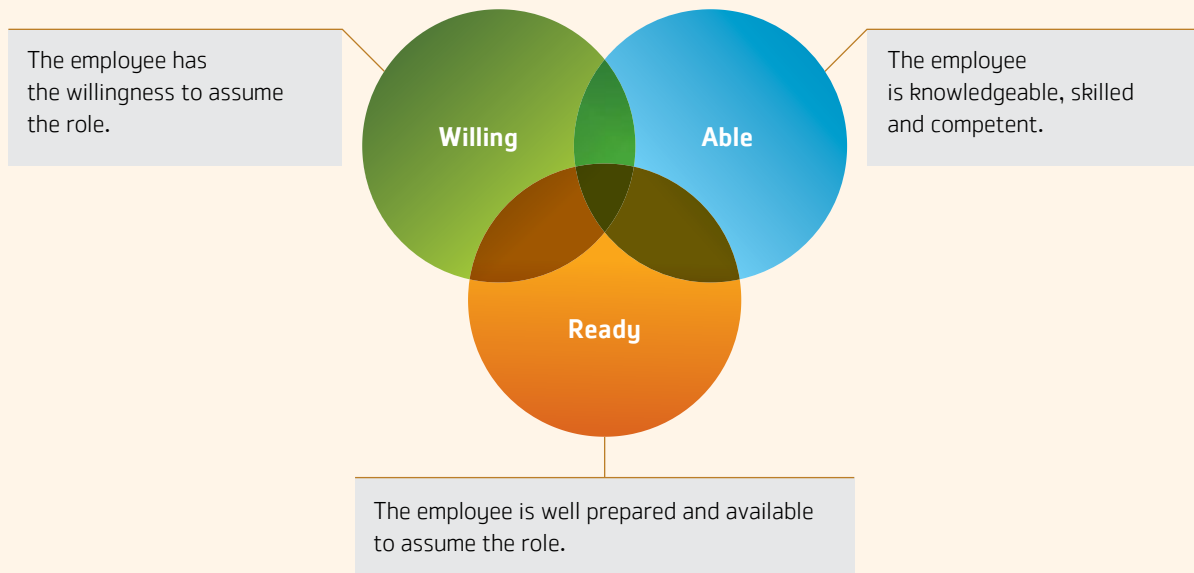 The employee has
the willingness to assume
the role.
The employee
is knowledgeable, skilled
and competent.
Willing
Able
Ready
The employee is well prepared and available
to assume the role.